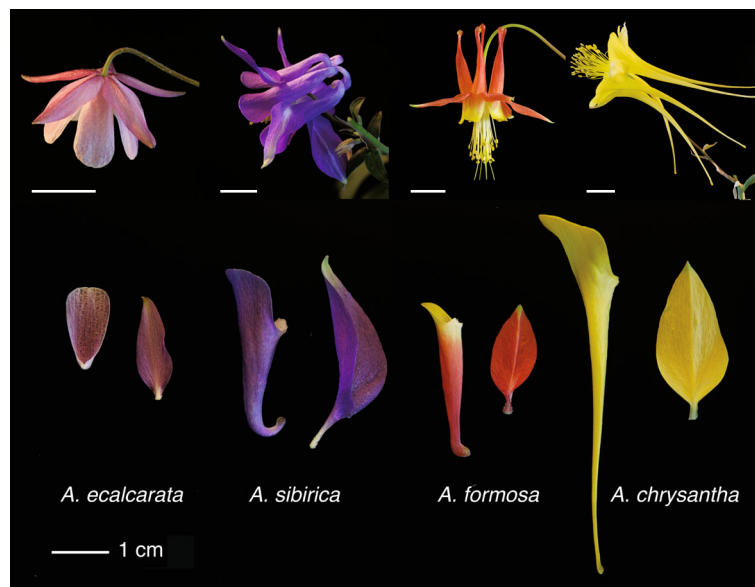 A. ecalcarata
A. sibirica
A. formosa
A. chrysantha
1 cm